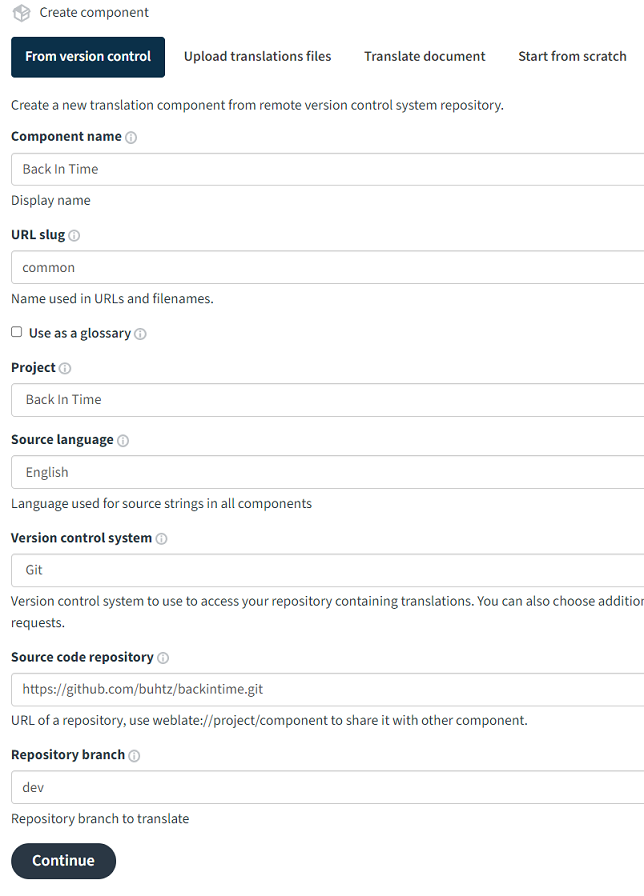 Create component
From version control Upload translations files Translate document Start from scratch
Create a new translation component from remote version control system repository.
Component name
Back In Time
Display name
URL slug
common
Name used in URLs and filenames.
Use as a glossary
Project
Back In Time
Source language
English
Language used for source strings in all components
Version control system
Git
Version control system to use to access your repository containing translations. You can also choose
requests.
Source code repository
https://github.com/buhtz/backintime.git
URL of a repository, use weblate://project/component to share it with other component.
Repository branch
dev
Repository branch to translate
Continue